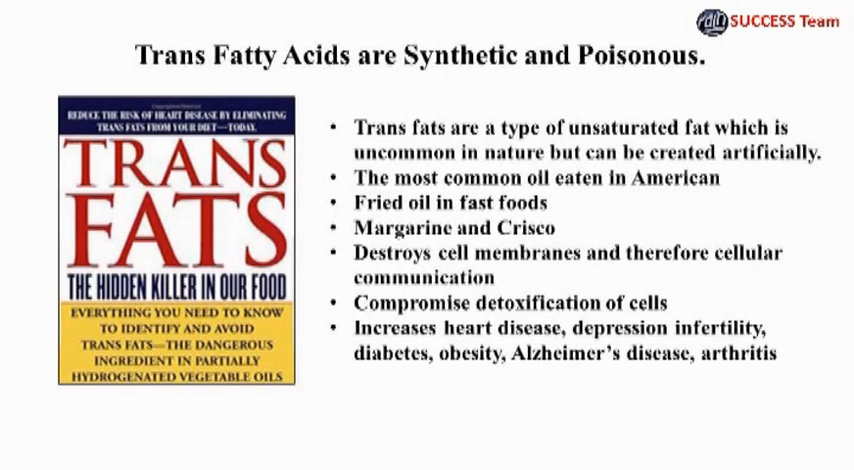 SUCCESS Team
Trans Fatty Acids are Synthetic and Poisonous.
REDUCE THE RISK OF HEART DISEASE BY ELIMINATING
TRANS FATS FROM YOUR DIET—TODAY.
TRANS
FATS
THE HIDDEN KILLER IN OUR FOOD
EVERYTHING YOU NEED TO KNOW
TO IDENTIFY AND AVOID
TRANS FATS—THE DANGEROUS
INGREDIENT IN PARTIALLY
HYDROGENATED VEGETABLE OILS
• Trans fats are a type of unsaturated fat which is
uncommon in nature but can be created artificially.
• The most common oil eaten in American
• Fried oil in fast foods
• Margarine and Crisco
• Destroys cell membranes and therefore cellular
communication
• Compromise detoxification of cells
• Increases heart disease, depression infertility,
diabetes, obesity, Alzheimer's disease, arthritis